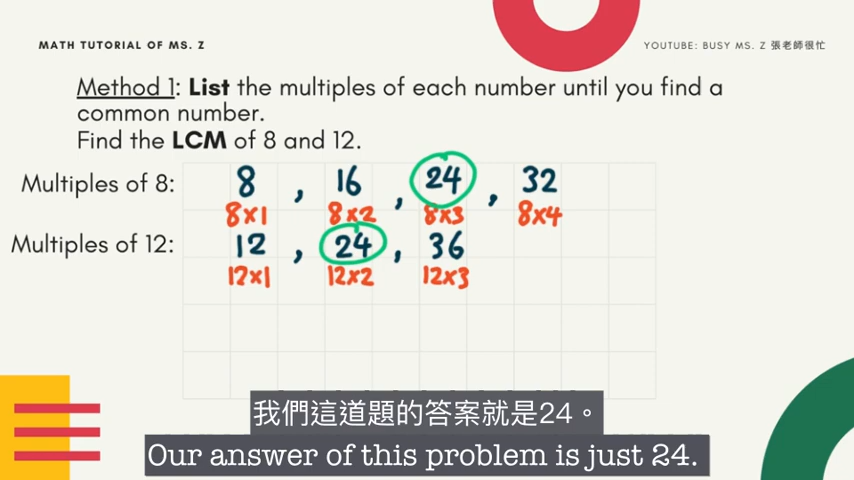 MATH TUTORIAL OF MS. Z
YOUTUBE: BUSY MS. Z 張老師很忙
Method 1: List the multiples of each number until you find a
common number.
Find the LCM of 8 and 12.
Multiples of 8: 8 , 16 , 24 , 32
8x1 8x2 8x3 8x4
Multiples of 12: 12 , 24 , 36
12x1 12x2 12x3
我們這道題的答案就是24。
Our answer of this problem is just 24.